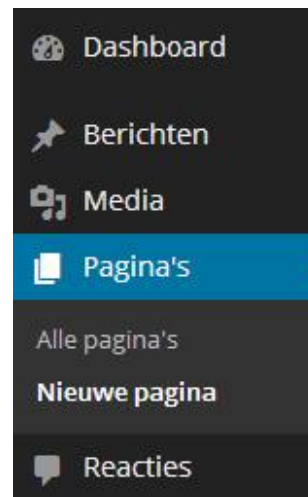 Dashboard
Berichten
Media
Pagina's
Alle pagina's
Nieuwe pagina
Reacties